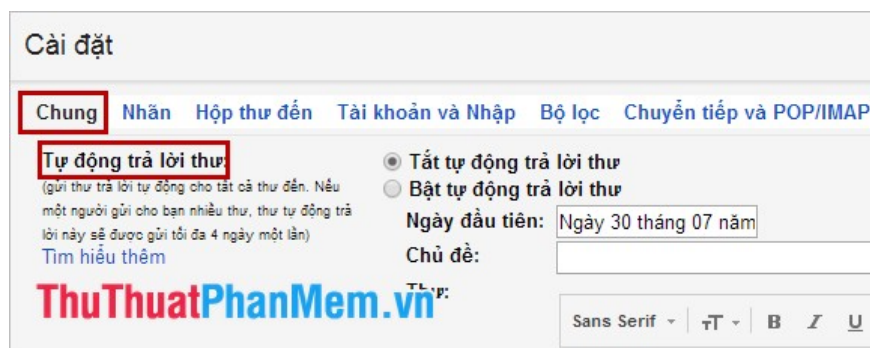 Cài đặt
Chung Nhãn Hộp thư đến Tài khoản và Nhập Bộ lọc Chuyển tiếp và POP/IMAP
Tự động trả lời thư:
(gửi thư trả lời tự động cho tất cả thư đến. Nếu
một người gửi cho bạn nhiều thư, thư tự động trả
lời này sẽ được gửi tối đa 4 ngày một lần)
Tìm hiểu thêm
Tắt tự động trả lời thư
Bật tự động trả lời thư
Ngày đầu tiên: Ngày 30 tháng 07 năm
Chủ đề:
Thư:
Sans Serif TT B I U
ThuThuatPhanMem.vn